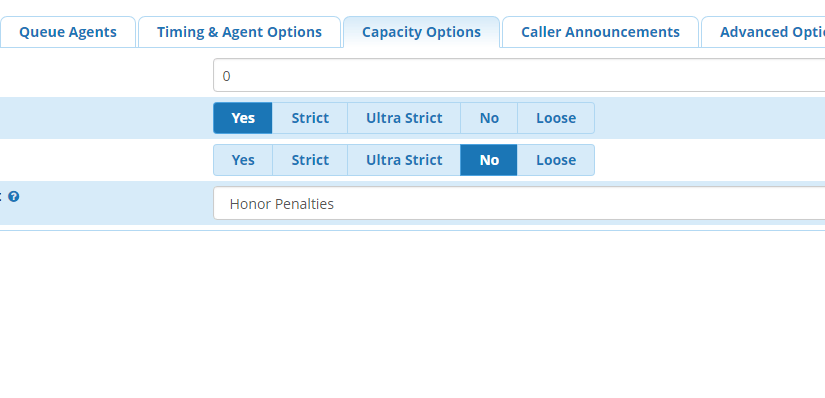 Queue Agents Timing & Agent Options Capacity Options Caller Announcements Advanced Opti
0
Yes Strict Ultra Strict No Loose
Yes Strict Ultra Strict No Loose
: ?
Honor Penalties